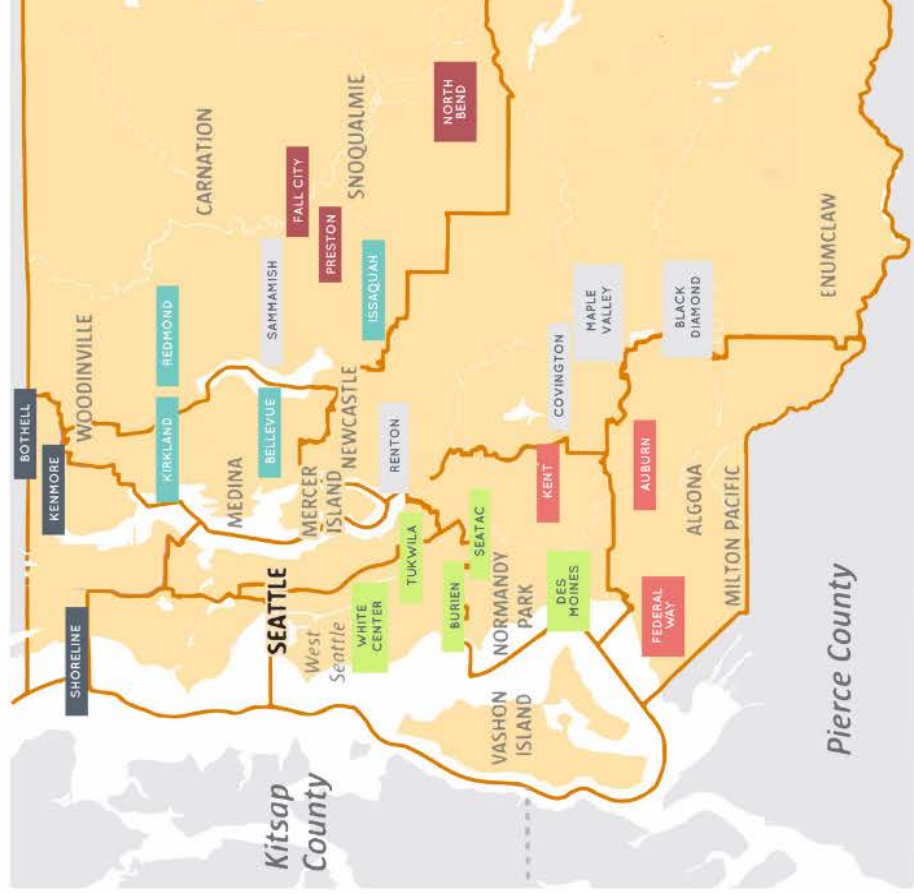 SHORELINE
KENMORE
BOTHELL
WOODINVILLE
KIRKLAND
REDMOND
CARNATION
MEDINA
SEATTLE
BELLEVUE
SAMMAMISH
FALL CITY
West
Seattle
MERCER
ISLAND
PRESTON
NEWCASTLE
SNOQUALMIE
Kitsap
County
WHITE
CENTER
ISSAQUAH
RENTON
TUKWILA
NORTH
BEND
BURIEN
SEATAC
VASHON
ISLAND
NORMANDY
PARK
DES
MOINES
KENT
COVINGTON
MAPLE
VALLEY
FEDERAL
WAY
AUBURN
BLACK
DIAMOND
ALGONA
MILTON PACIFIC
ENUMCLAW
Pierce County